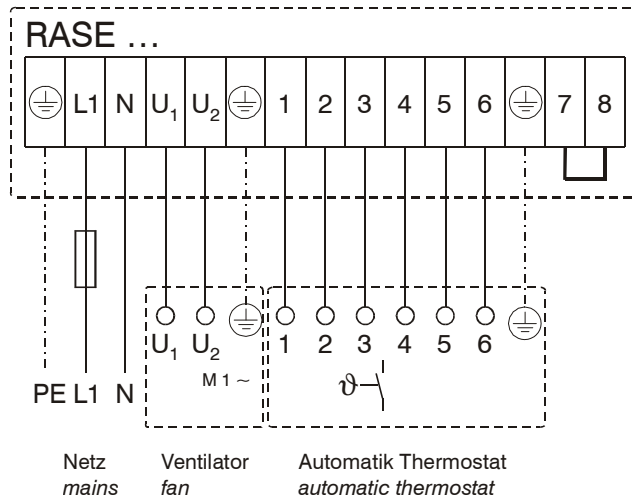 RASE ...
L1 N U1 U2 1 2 3 4 5 6 7 8
U1 U2 1 2 3 4 5 6
M 1 ~
ϑ
PE L1 N
Netz Ventilator Automatik Thermostat
mains fan automatic thermostat